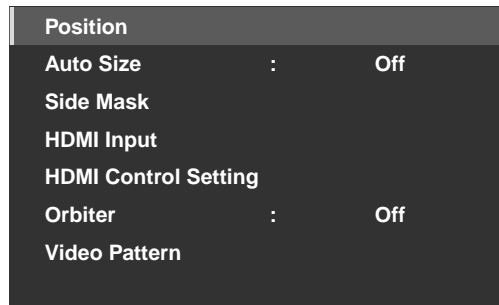 Position
Auto Size : Off
Side Mask
HDMI Input
HDMI Control Setting
Orbiter : Off
Video Pattern